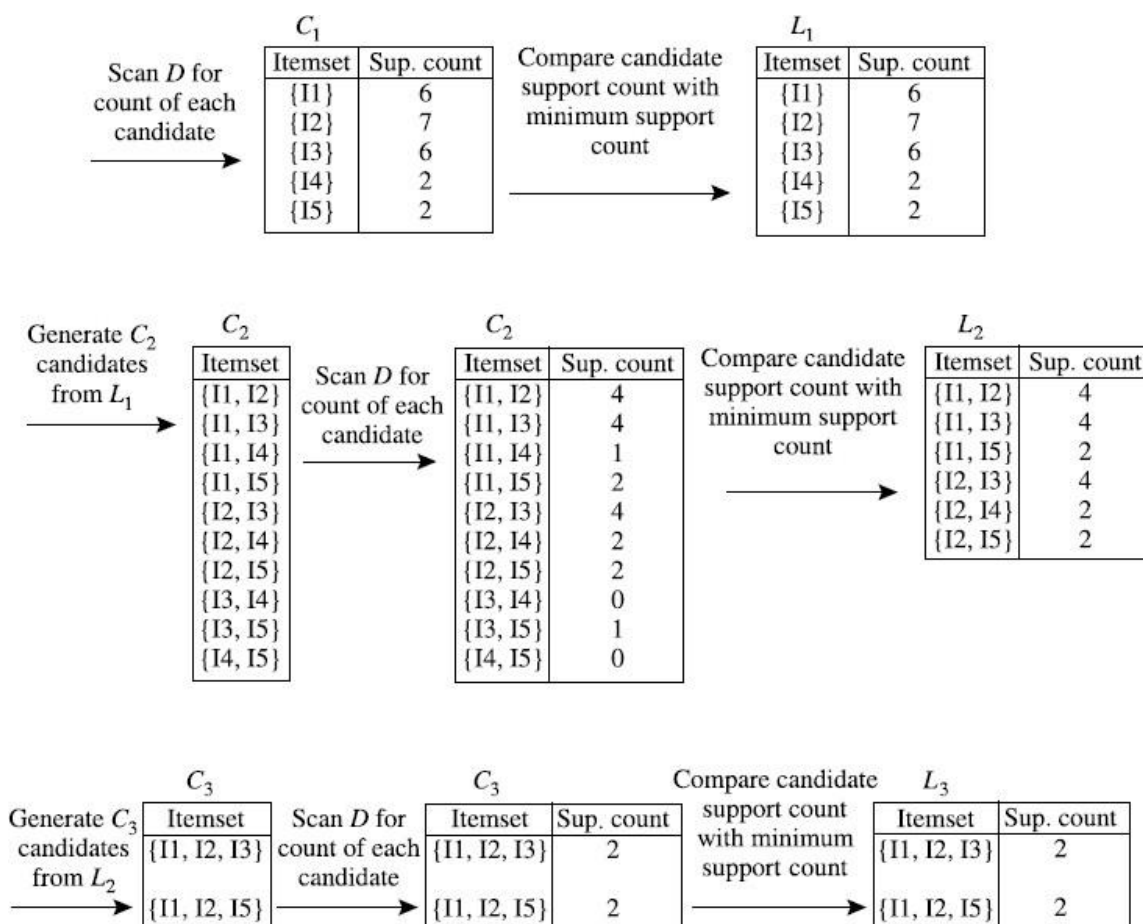 C1
L1
Scan D for
count of each
candidate
Itemset Sup. count
{I1} 6
{I2} 7
{I3} 6
{I4} 2
{I5} 2
Compare candidate
support count with
minimum support
count
Itemset Sup. count
{I1} 6
{I2} 7
{I3} 6
{I4} 2
{I5} 2
Generate C2
candidates
from L1
C2
Itemset
{I1, I2}
{I1, I3}
{I1, I4}
{I1, I5}
{I2, I3}
{I2, I4}
{I2, I5}
{I3, I4}
{I3, I5}
{I4, I5}
Scan D for
count of each
candidate
C2
Itemset Sup. count
{I1, I2} 4
{I1, I3} 4
{I1, I4} 1
{I1, I5} 2
{I2, I3} 4
{I2, I4} 2
{I2, I5} 2
{I3, I4} 0
{I3, I5} 1
{I4, I5} 0
Compare candidate
support count with
minimum support
count
L2
Itemset Sup. count
{I1, I2} 4
{I1, I3} 4
{I1, I5} 2
{I2, I3} 4
{I2, I4} 2
{I2, I5} 2
Generate C3
candidates
from L2
C3
Itemset
{I1, I2, I3}
{I1, I2, I5}
Scan D for
count of each
candidate
C3
Itemset Sup. count
{I1, I2, I3} 2
{I1, I2, I5} 2
Compare candidate
support count
with minimum
support count
L3
Itemset Sup. count
{I1, I2, I3} 2
{I1, I2, I5} 2